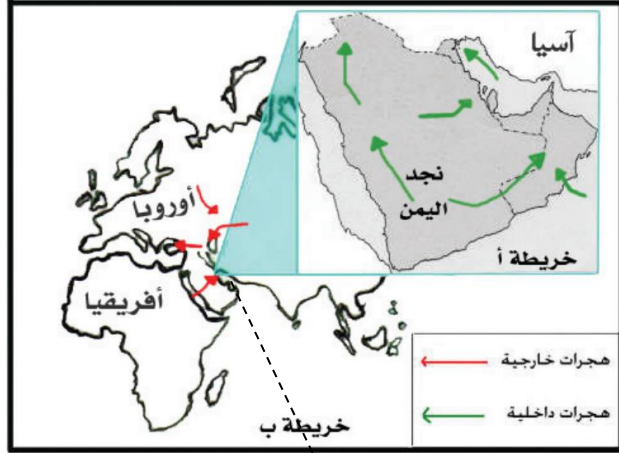 آسيا
نجد
اليمن
خريطة أ
أوروبا
أفريقيا
خريطة ب
هجرات خارجية
هجرات داخلية